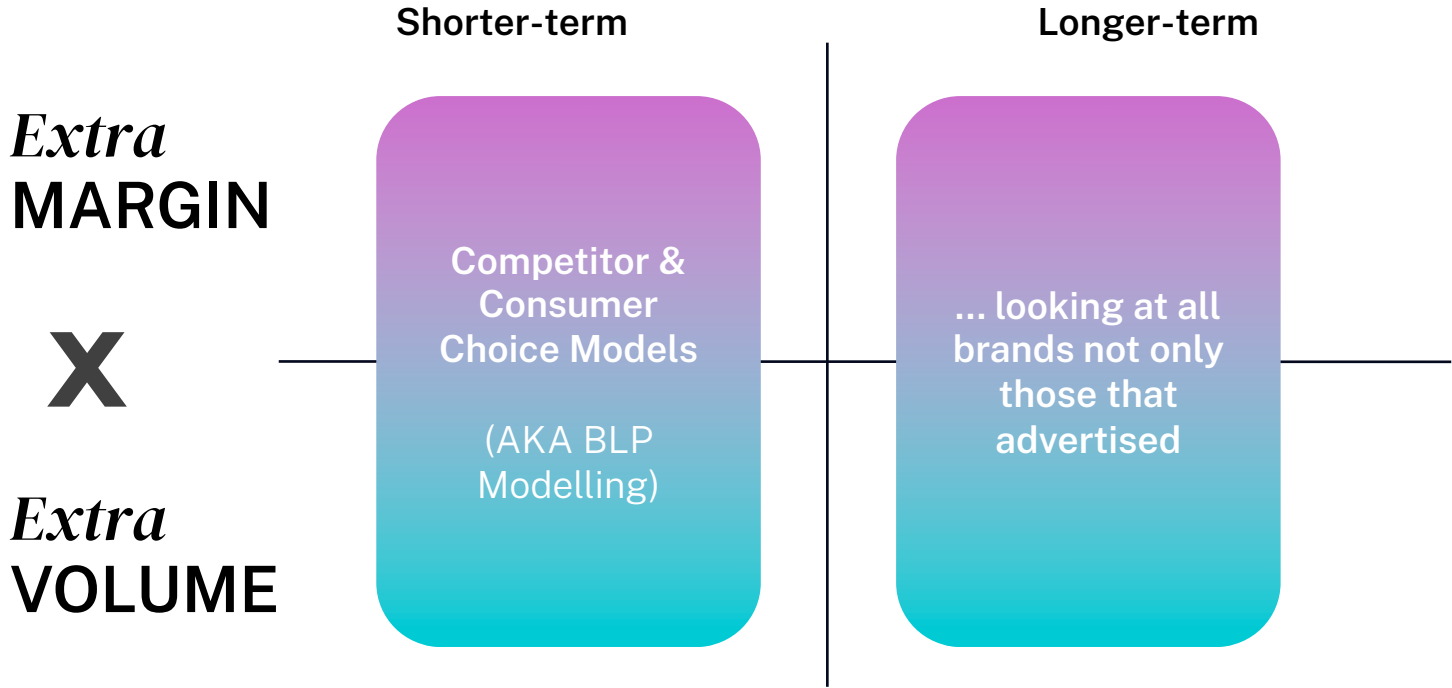 Shorter-term
Longer-term
Extra
MARGIN
X
Extra
VOLUME
Competitor &
Consumer
Choice Models
(AKA BLP
Modelling)
... looking at all
brands not only
those that
advertised